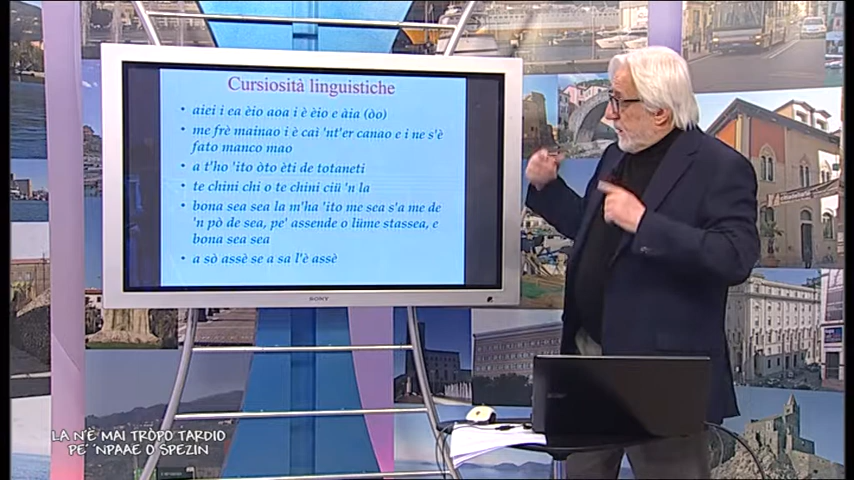 Cursiosità linguistiche
• aiei i ea èio aoa i è èio e àia (òo)
• me frè mainao i è caì 'nt'er canao e i ne s'è
fato manco mao
• a t'ho 'ito òto èti de totaneti
• te chini chi o te chini ciü 'n la
• bona sea sea la m'ha 'ito me sea s'a me de
'n pò de sea, pe' assende o lüme stassea, e
bona sea sea
• a sò assè se a sa l'è assè
SONY
LA N'È MAI TRÒPO TARDIO
PE' 'NPAAE O SPEZIN